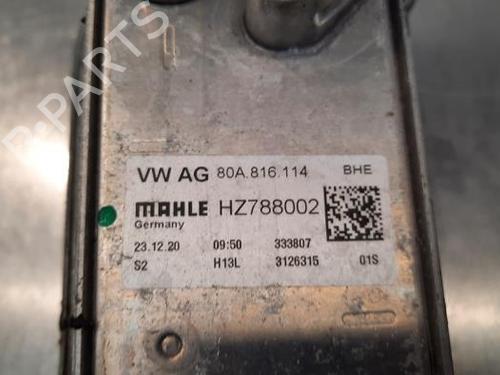 B-PARTS
VW AG 80A.816.114 BHE
MAHLE HZ788002
Germany
23.12.20 09:50 333807
S2 H13L 3126315 01S